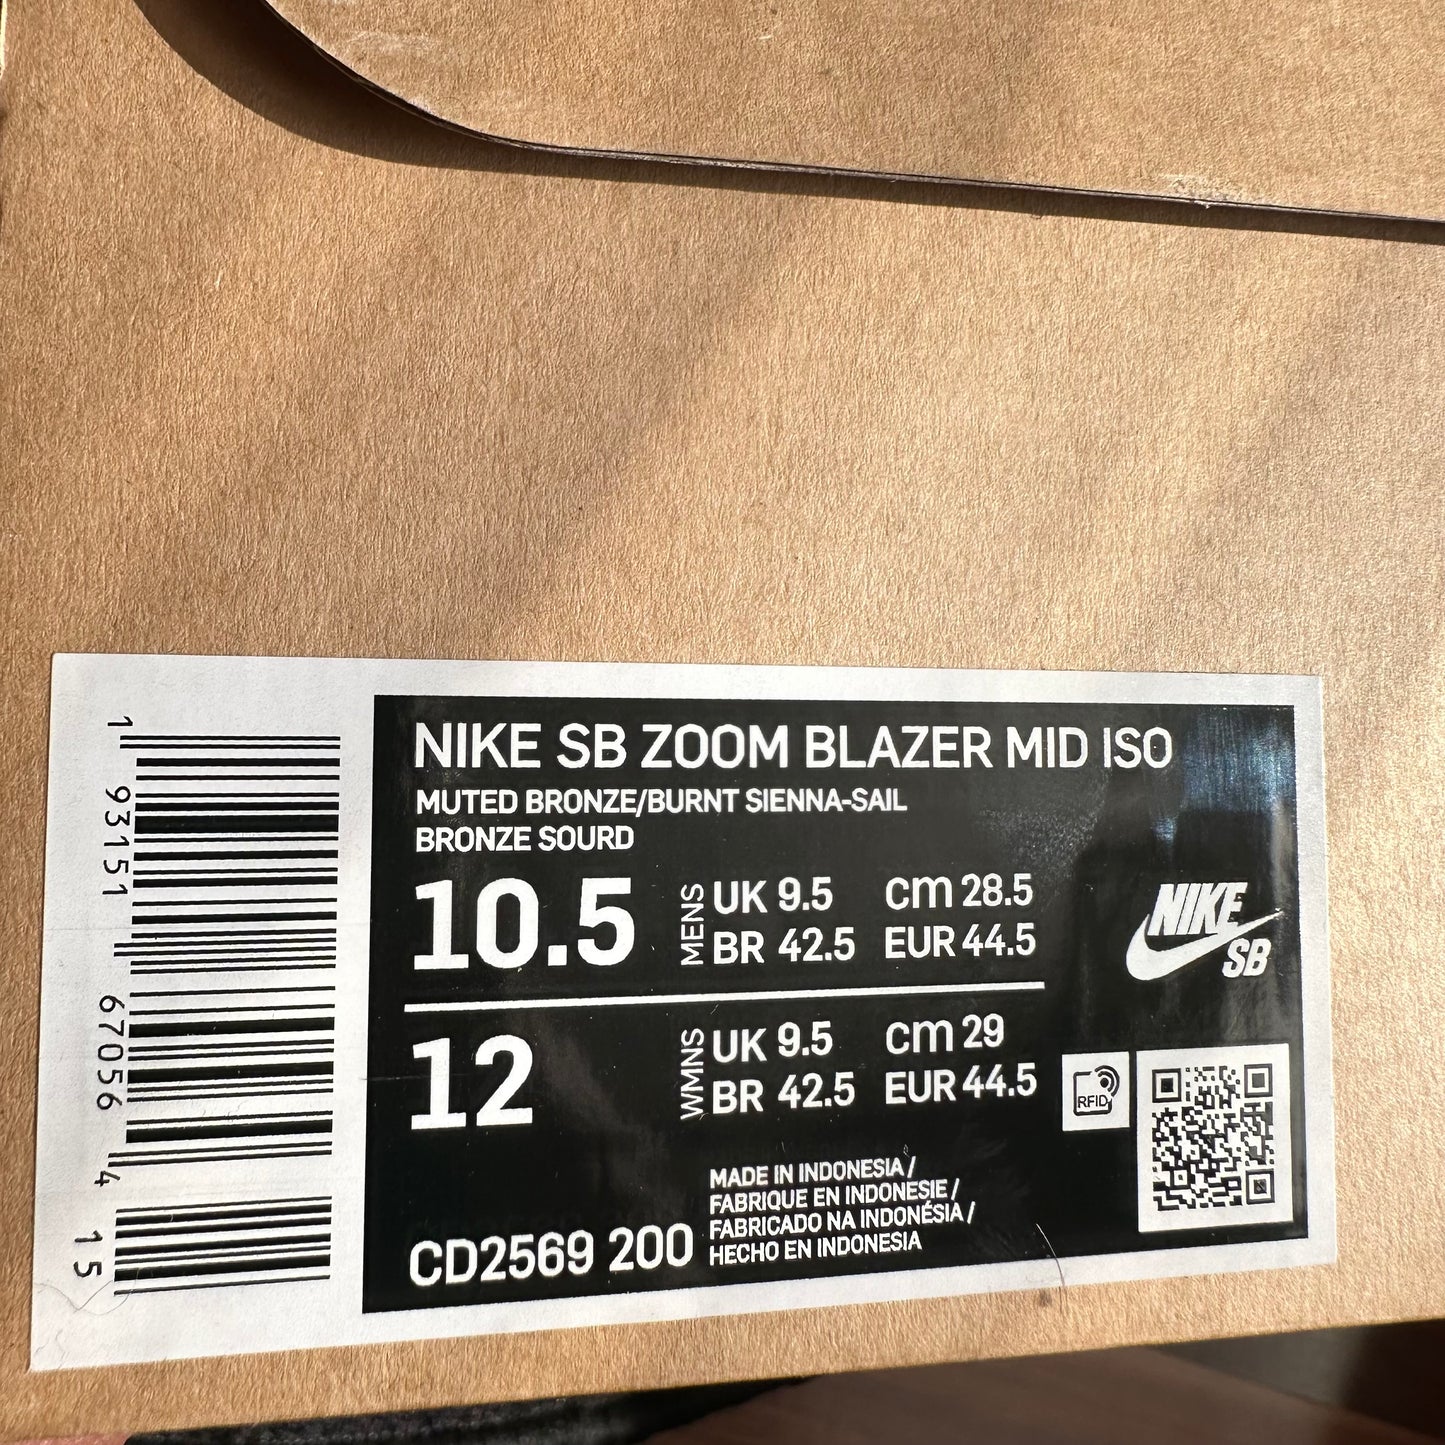 NIKE SB ZOOM BLAZER MID ISO
MUTED BRONZE/BURNT SIENNA-SAIL
BRONZE SOURD
10.5 MENS UK 9.5 cm 28.5
BR 42.5 EUR 44.5
12 WMNS UK 9.5 cm 29
BR 42.5 EUR 44.5
NIKE
SB
RFID
MADE IN INDONESIA /
FABRIQUE EN INDONESIE /
FABRICADO NA INDONÉSIA /
HECHO EN INDONESIA
CD2569 200
1 93151 67056 4 15